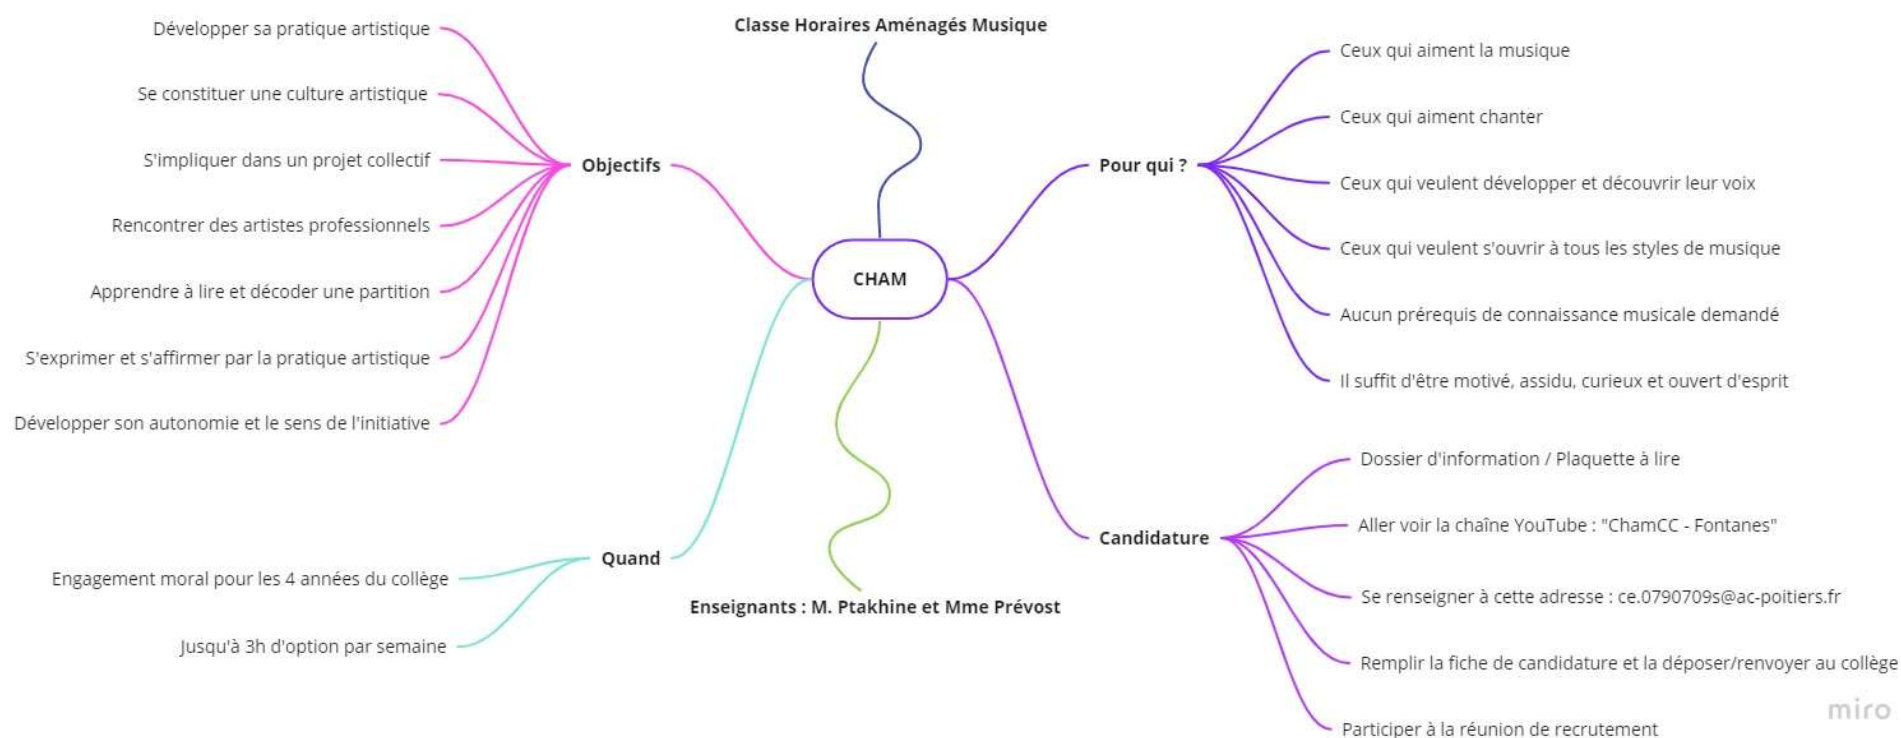 Classe Horaires Aménagés Musique
CHAM
Objectifs
Développer sa pratique artistique
Se constituer une culture artistique
S'impliquer dans un projet collectif
Rencontrer des artistes professionnels
Apprendre à lire et décoder une partition
S'exprimer et s'affirmer par la pratique artistique
Développer son autonomie et le sens de l'initiative
Quand
Engagement moral pour les 4 années du collège
Jusqu'à 3h d'option par semaine
Pour qui ?
Ceux qui aiment la musique
Ceux qui aiment chanter
Ceux qui veulent développer et découvrir leur voix
Ceux qui veulent s'ouvrir à tous les styles de musique
Aucun prérequis de connaissance musicale demandé
Il suffit d'être motivé, assidu, curieux et ouvert d'esprit
Candidature
Dossier d'information / Plaquette à lire
Aller voir la chaîne YouTube : "ChamCC - Fontanes"
Se renseigner à cette adresse : ce.0790709s@ac-poitiers.fr
Remplir la fiche de candidature et la déposer/renvoyer au collège
Participer à la réunion de recrutement
Enseignants : M. Ptakhine et Mme Prévost
miro